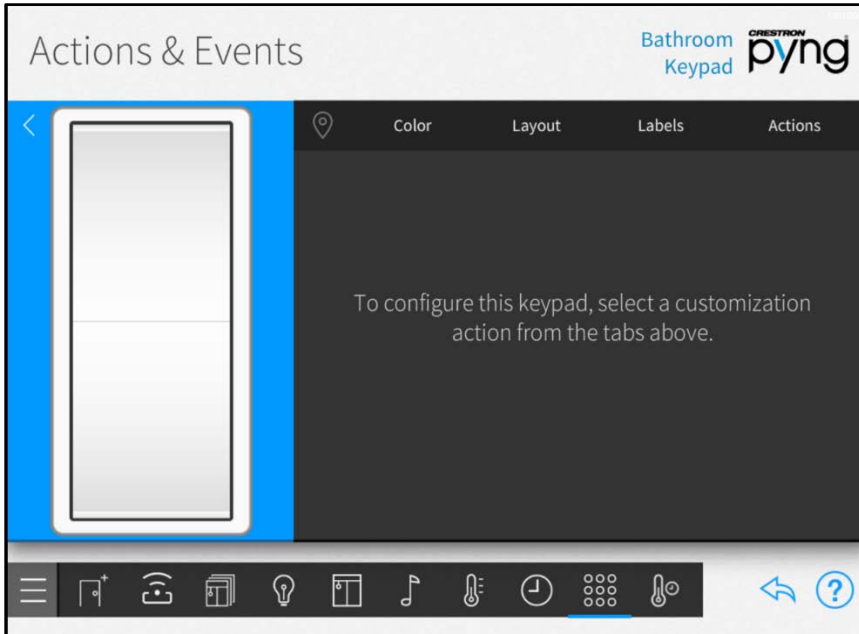 Actions & Events
Bathroom
Keypad
CRESTRON
pyng
Color Layout Labels Actions
To configure this keypad, select a customization
action from the tabs above.
?